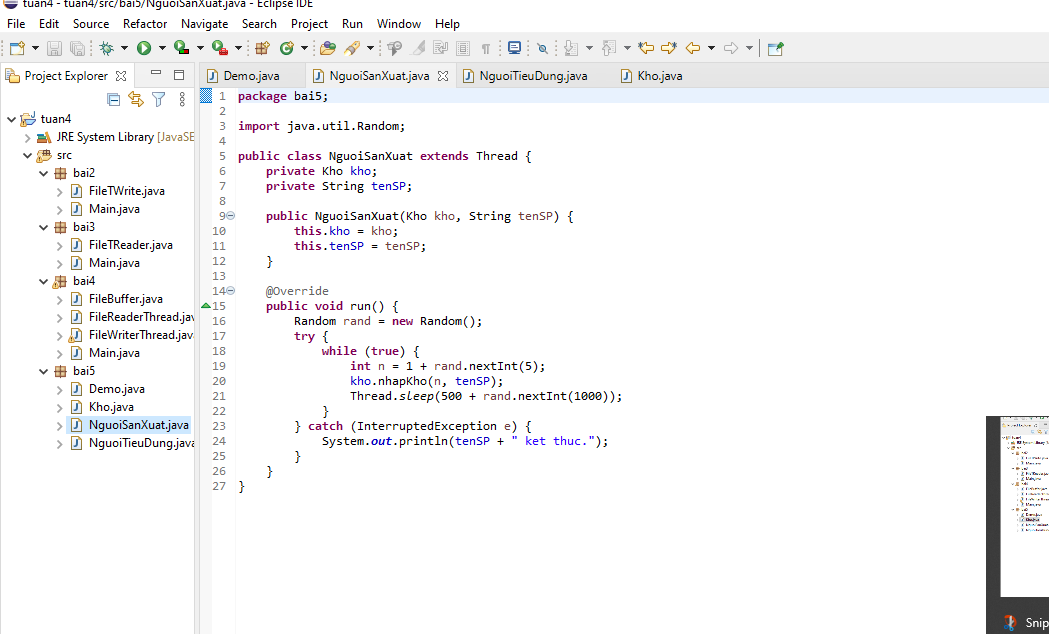 tuan4 - tuan4/src/bai5/NguoiSanXuat.java - Eclipse IDE
File Edit Source Refactor Navigate Search Project Run Window Help
Project Explorer
Demo.java NguoiSanXuat.java NguoiTieuDung.java Kho.java
tuan4
JRE System Library [JavaSE
src
bai2
FileTWrite.java
Main.java
bai3
FileTReader.java
Main.java
bai4
FileBuffer.java
FileReaderThread.jav
FileWriterThread.jav
Main.java
bai5
Demo.java
Kho.java
NguoiSanXuat.java
NguoiTieuDung.java
1 package bai5;
2
3 import java.util.Random;
4
5 public class NguoiSanXuat extends Thread {
6     private Kho kho;
7     private String tenSP;
8
9     public NguoiSanXuat(Kho kho, String tenSP) {
10         this.kho = kho;
11         this.tenSP = tenSP;
12     }
13
14     @Override
15     public void run() {
16         Random rand = new Random();
17         try {
18             while (true) {
19                 int n = 1 + rand.nextInt(5);
20                 kho.nhapKho(n, tenSP);
21                 Thread.sleep(500 + rand.nextInt(1000));
22             }
23         } catch (InterruptedException e) {
24             System.out.println(tenSP + " ket thuc.");
25         }
26     }
27 }
Snip